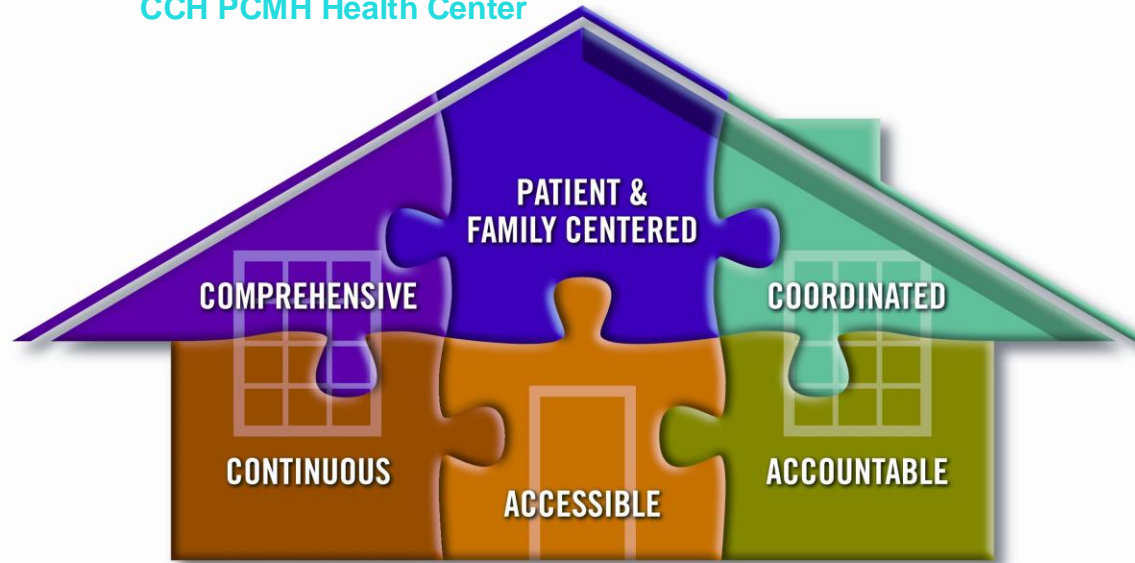 CCH PCMH Health Center
PATIENT &
FAMILY CENTERED
COMPREHENSIVE
COORDINATED
CONTINUOUS
ACCESSIBLE
ACCOUNTABLE